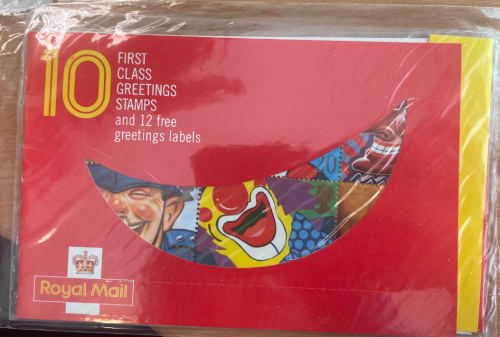 10
FIRST
CLASS
GREETINGS
STAMPS
and 12 free
greetings labels
Royal Mail